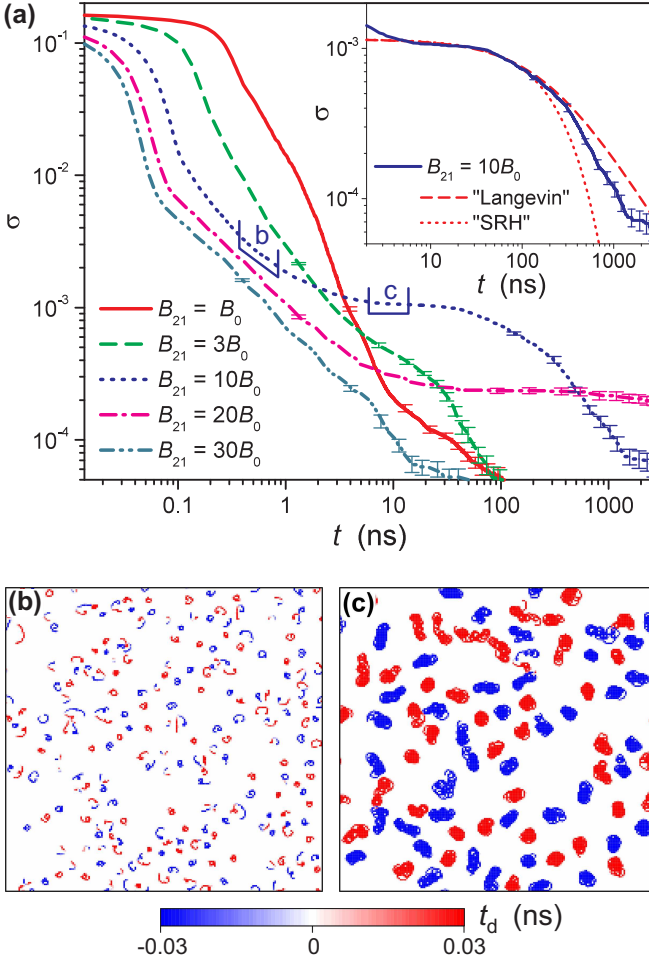 (a)
10⁻¹
10⁻²
10⁻³
10⁻⁴
σ
0.1 1 10 100 1000
t (ns)
b
c
B₂₁ = B₀
B₂₁ = 3B₀
B₂₁ = 10B₀
B₂₁ = 20B₀
B₂₁ = 30B₀
10⁻³
10⁻⁴
σ
B₂₁ = 10B₀
"Langevin"
"SRH"
10 100 1000
t (ns)
(b)
(c)
t_d (ns)
-0.03 0 0.03